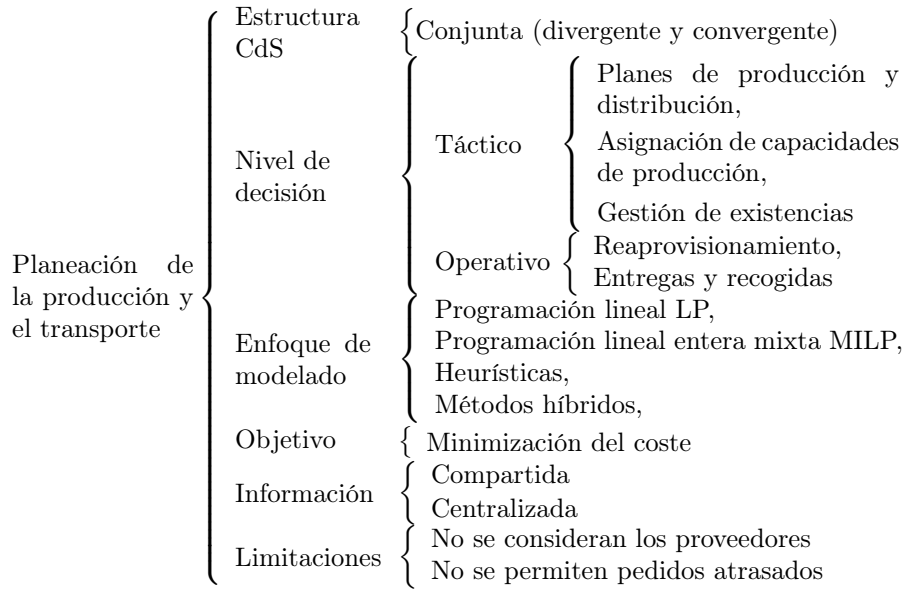 Planeación de
la producción y
el transporte
Estructura
CdS
Conjunta (divergente y convergente)
Nivel de
decisión
Táctico
Planes de producción y
distribución,
Asignación de capacidades
de producción,
Gestión de existencias
Operativo
Reaprovisionamiento,
Entregas y recogidas
Enfoque de
modelado
Programación lineal LP,
Programación lineal entera mixta MILP,
Heurísticas,
Métodos híbridos,
Objetivo
Minimización del coste
Información
Compartida
Centralizada
Limitaciones
No se consideran los proveedores
No se permiten pedidos atrasados